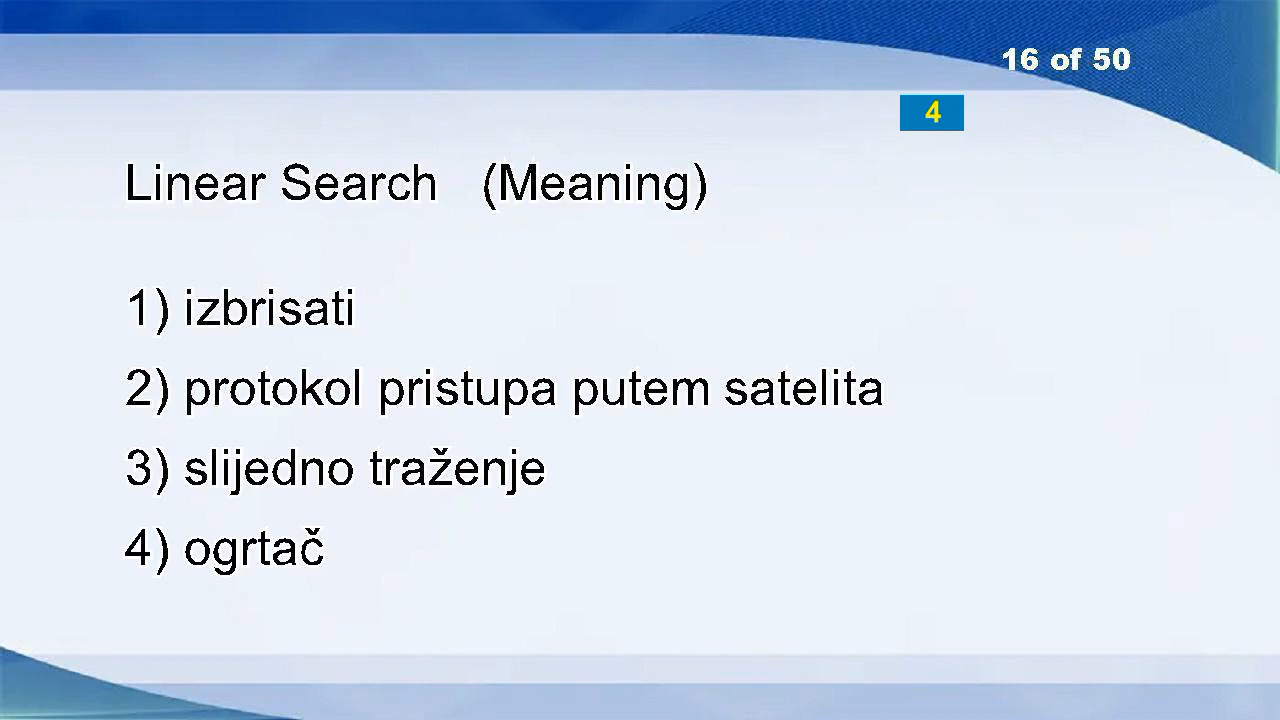 16 of 50
4
Linear Search (Meaning)
1) izbrisati
2) protokol pristupa putem satelita
3) slijedno traženje
4) ogrtač